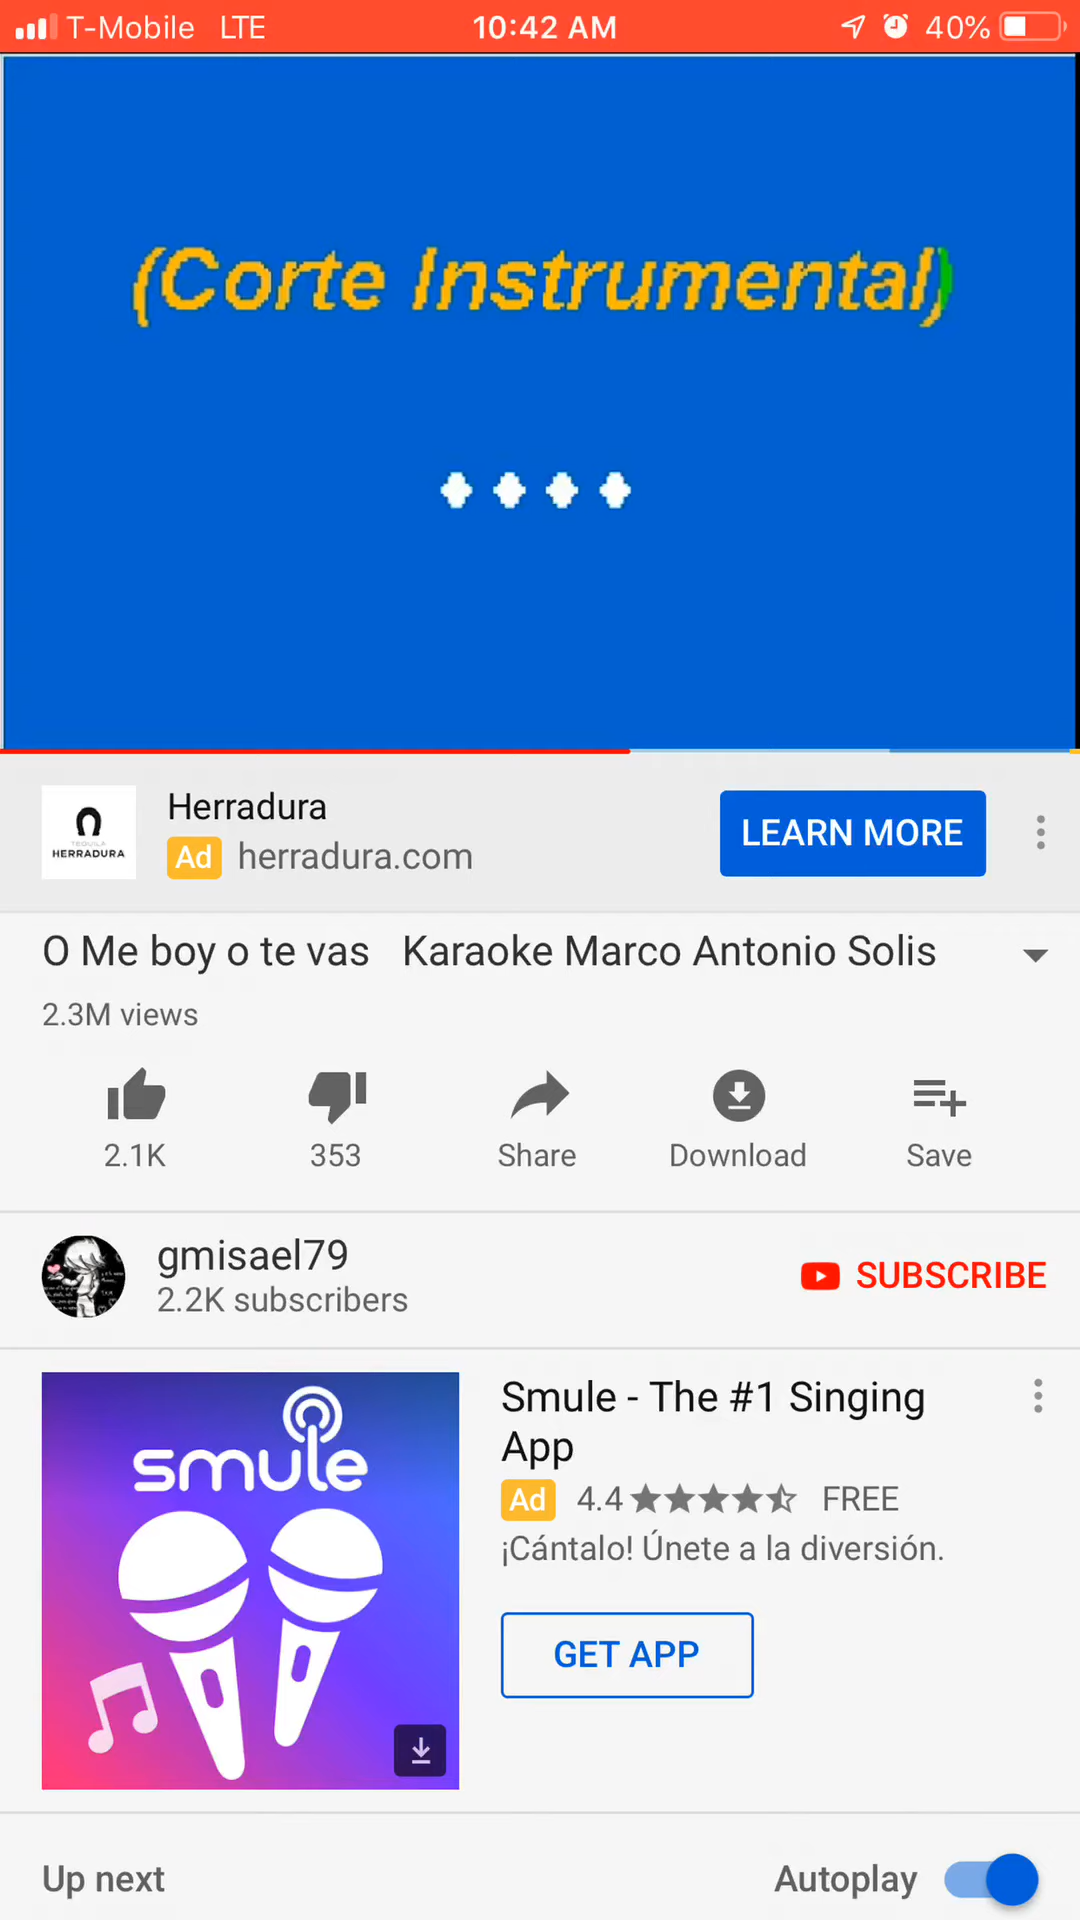 T-Mobile LTE 10:42 AM 40%
(Corte Instrumental)
TEQUILA
HERRADURA
Herradura
Ad herradura.com
LEARN MORE
O Me boy o te vas Karaoke Marco Antonio Solis
2.3M views
2.1K 353 Share Download Save
gmisael79
2.2K subscribers
SUBSCRIBE
smule
Smule - The #1 Singing
App
Ad 4.4 FREE
¡Cántalo! Únete a la diversión.
GET APP
Up next Autoplay